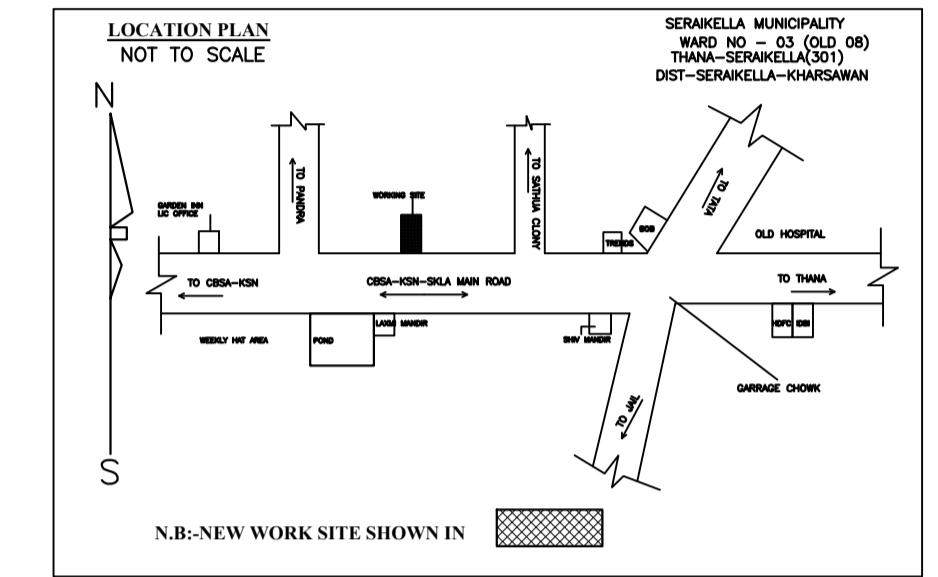 LOCATION PLAN
NOT TO SCALE
SERAIKELLA MUNICIPALITY
WARD NO - 03 (OLD 08)
THANA-SERAIKELLA(301)
DIST-SERAIKELLA-KHARSAWAN
N
TO PANDRA
TO SATHUA CLONY
TO TATA
GARDEN INN
LIC OFFICE
WORKING SITE
TRENDS
BOB
OLD HOSPITAL
TO CBSA-KSN
CBSA-KSN-SKLA MAIN ROAD
TO THANA
WEEKLY HAT AREA
POND
LAXMI MANDIR
SHIV MANDIR
HDFC
IDBI
GARRAGE CHOWK
TO JAIL
S
N.B:-NEW WORK SITE SHOWN IN